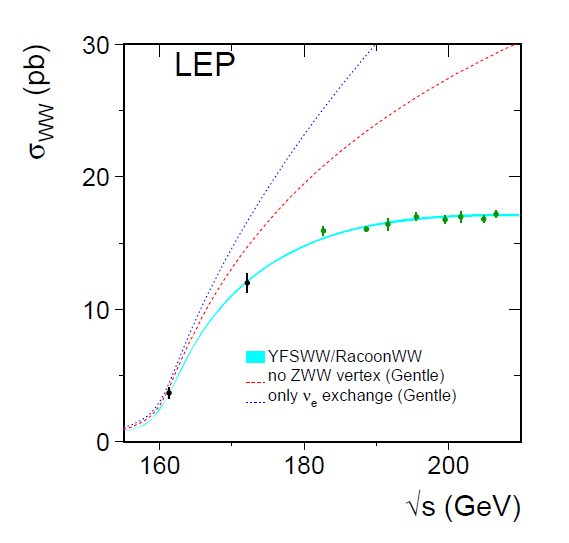 LEP
σWW (pb)
30
20
10
0
YFSWW/RacoonWW
no ZWW vertex (Gentle)
only νe exchange (Gentle)
160 180 200
√s (GeV)